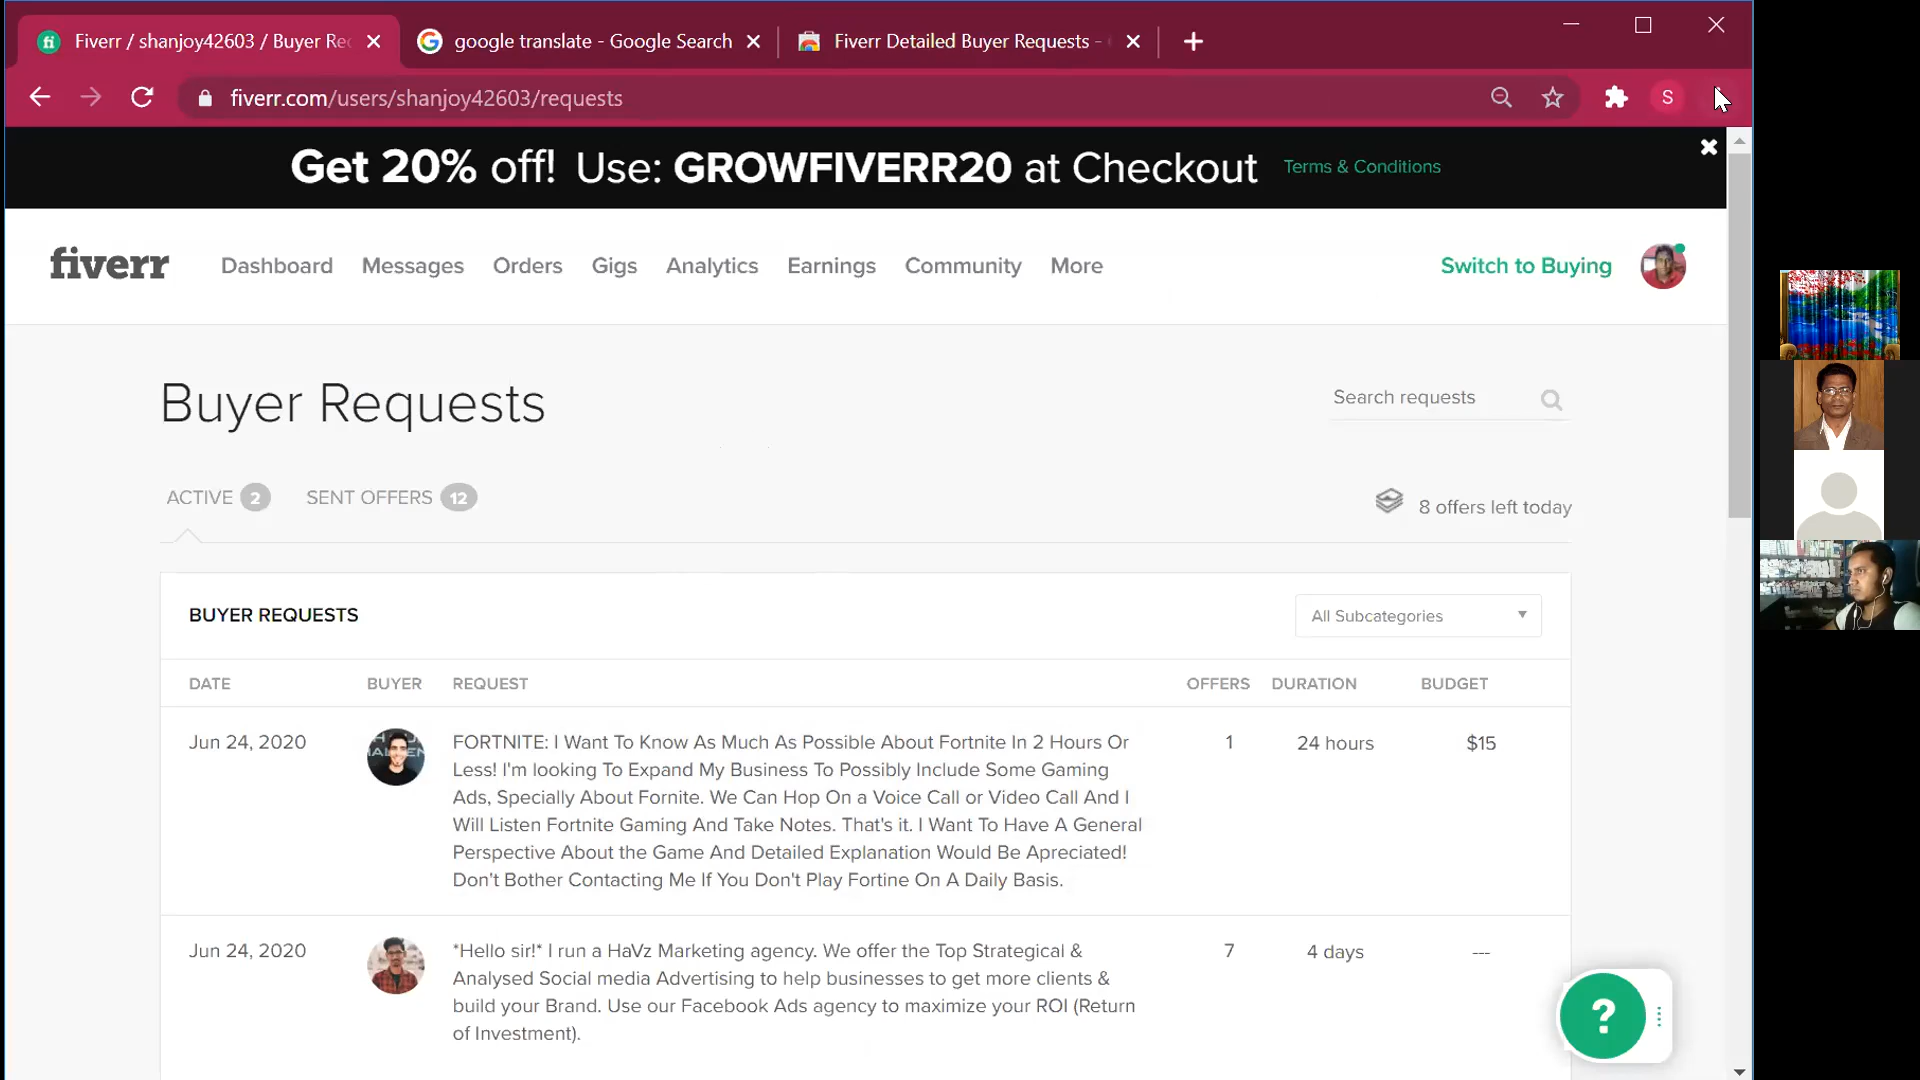 Fiverr / shanjoy42603 / Buyer Re
google translate - Google Search
Fiverr Detailed Buyer Requests -
fiverr.com/users/shanjoy42603/requests
S
Get 20% off! Use: GROWFIVERR20 at Checkout Terms & Conditions
fiverr Dashboard Messages Orders Gigs Analytics Earnings Community More Switch to Buying
Buyer Requests
Search requests
ACTIVE 2 SENT OFFERS 12
8 offers left today
BUYER REQUESTS
All Subcategories
DATE BUYER REQUEST OFFERS DURATION BUDGET
Jun 24, 2020 FORTNITE: I Want To Know As Much As Possible About Fortnite In 2 Hours Or 1 24 hours $15
Less! I'm looking To Expand My Business To Possibly Include Some Gaming
Ads, Specially About Fornite. We Can Hop On a Voice Call or Video Call And I
Will Listen Fortnite Gaming And Take Notes. That's it. I Want To Have A General
Perspective About the Game And Detailed Explanation Would Be Apreciated!
Don't Bother Contacting Me If You Don't Play Fortine On A Daily Basis.
Jun 24, 2020 *Hello sir!* I run a HaVz Marketing agency. We offer the Top Strategical & 7 4 days ---
Analysed Social media Advertising to help businesses to get more clients &
build your Brand. Use our Facebook Ads agency to maximize your ROI (Return
of Investment).
?